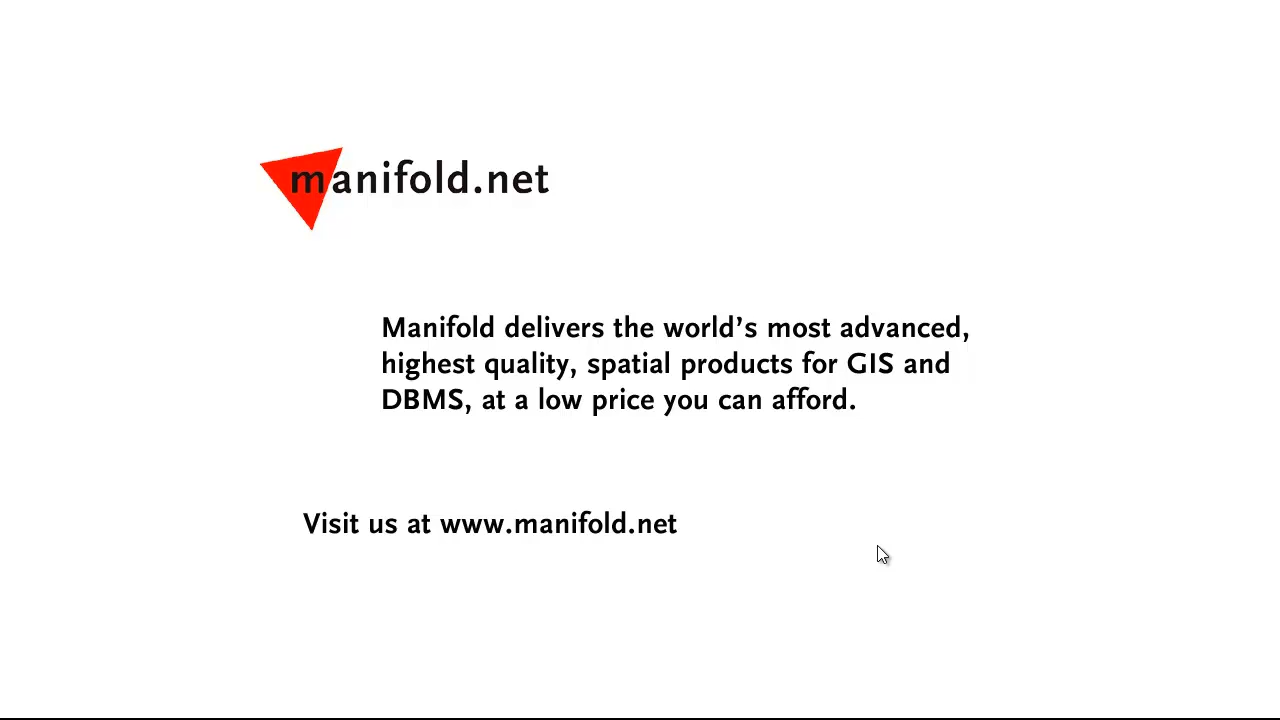 manifold.net
Manifold delivers the world's most advanced,
highest quality, spatial products for GIS and
DBMS, at a low price you can afford.
Visit us at www.manifold.net